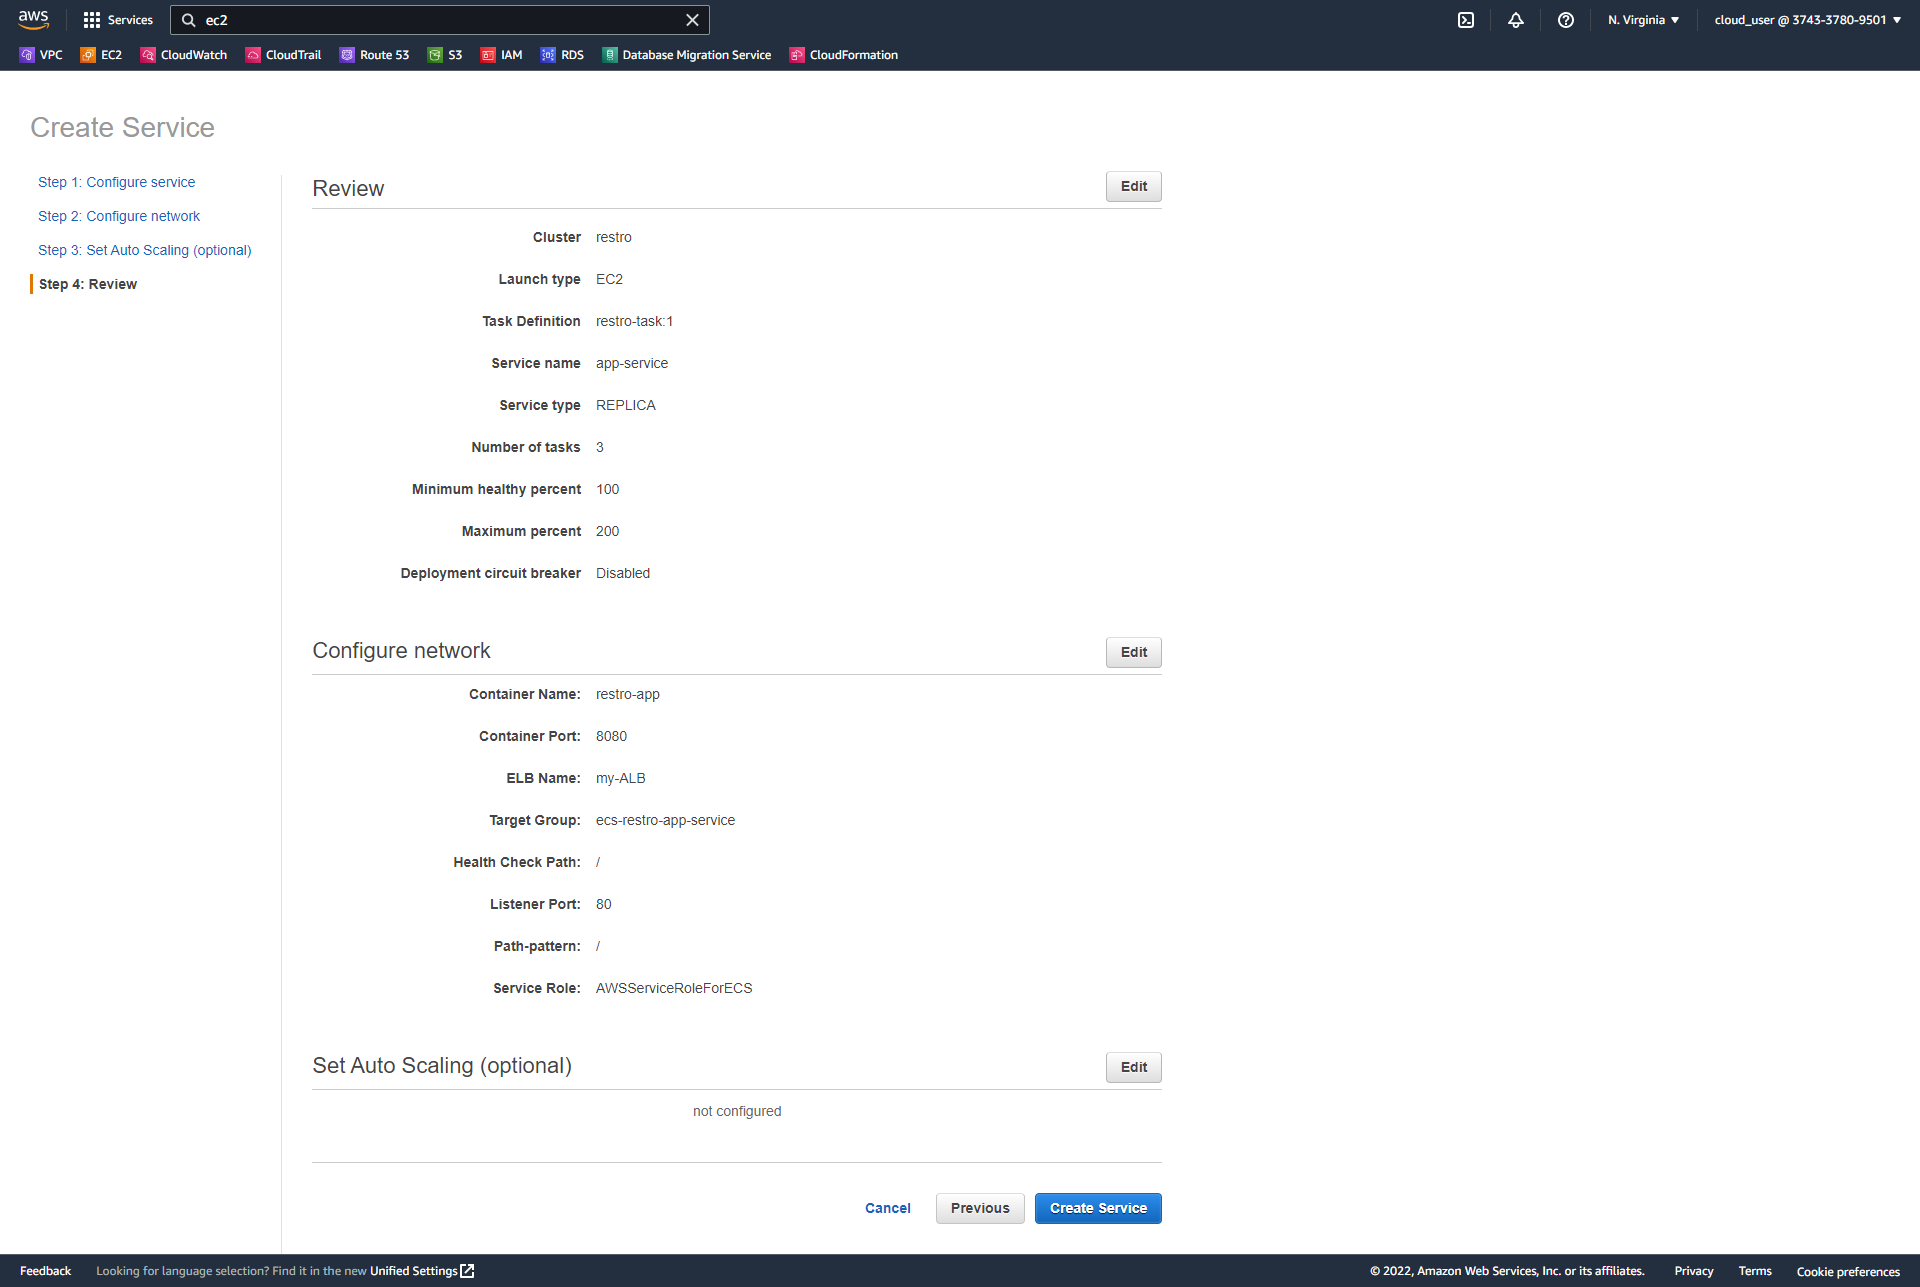 aws Services ec2 N. Virginia ▼ cloud_user @ 3743-3780-9501 ▼
VPC EC2 CloudWatch CloudTrail Route 53 S3 IAM RDS Database Migration Service CloudFormation
Create Service
Step 1: Configure service
Step 2: Configure network
Step 3: Set Auto Scaling (optional)
Step 4: Review
Review Edit
Cluster restro
Launch type EC2
Task Definition restro-task:1
Service name app-service
Service type REPLICA
Number of tasks 3
Minimum healthy percent 100
Maximum percent 200
Deployment circuit breaker Disabled
Configure network Edit
Container Name: restro-app
Container Port: 8080
ELB Name: my-ALB
Target Group: ecs-restro-app-service
Health Check Path: /
Listener Port: 80
Path-pattern: /
Service Role: AWSServiceRoleForECS
Set Auto Scaling (optional) Edit
not configured
Cancel Previous Create Service
Feedback Looking for language selection? Find it in the new Unified Settings © 2022, Amazon Web Services, Inc. or its affiliates. Privacy Terms Cookie preferences